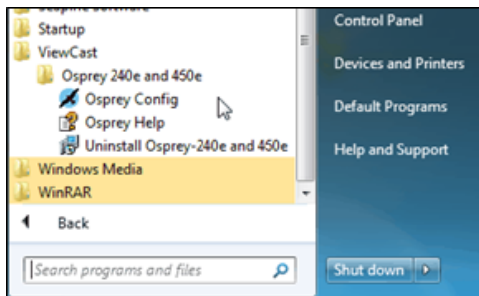 Startup
ViewCast
Osprey 240e and 450e
Osprey Config
Osprey Help
Uninstall Osprey-240e and 450e
Windows Media
WinRAR
Back
Search programs and files
Control Panel
Devices and Printers
Default Programs
Help and Support
Shut down